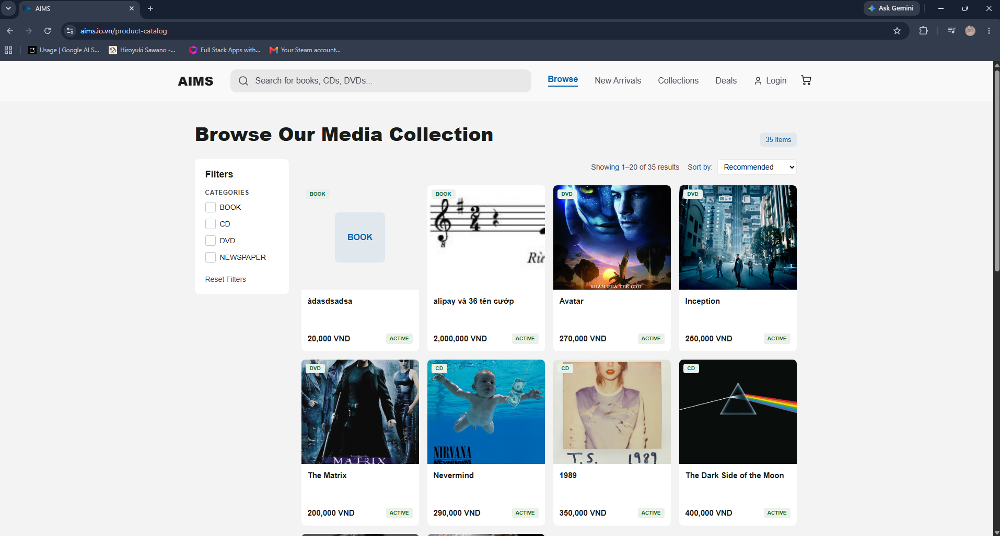 AIMS
Ask Gemini
aims.io.vn/product-catalog
Usage | Google AI S...
Hiroyuki Sawano -...
Full Stack Apps with...
Your Steam account...
AIMS
Search for books, CDs, DVDs...
Browse
New Arrivals
Collections
Deals
Login
Browse Our Media Collection
35 items
Filters
CATEGORIES
BOOK
CD
DVD
NEWSPAPER
Reset Filters
Showing 1–20 of 35 results
Sort by:
Recommended
BOOK
BOOK
ádasdsadsa
20,000 VND
ACTIVE
BOOK
2
4
Rừ
alipay và 36 tên cướp
2,000,000 VND
ACTIVE
DVD
KHÁM PHÁ THẾ GIỚI
Avatar
270,000 VND
ACTIVE
DVD
Inception
250,000 VND
ACTIVE
DVD
MATRIX
The Matrix
200,000 VND
ACTIVE
CD
NIRVANA
NEVERMIND
Nevermind
290,000 VND
ACTIVE
CD
T.S. 1989
1989
350,000 VND
ACTIVE
CD
The Dark Side of the Moon
400,000 VND
ACTIVE